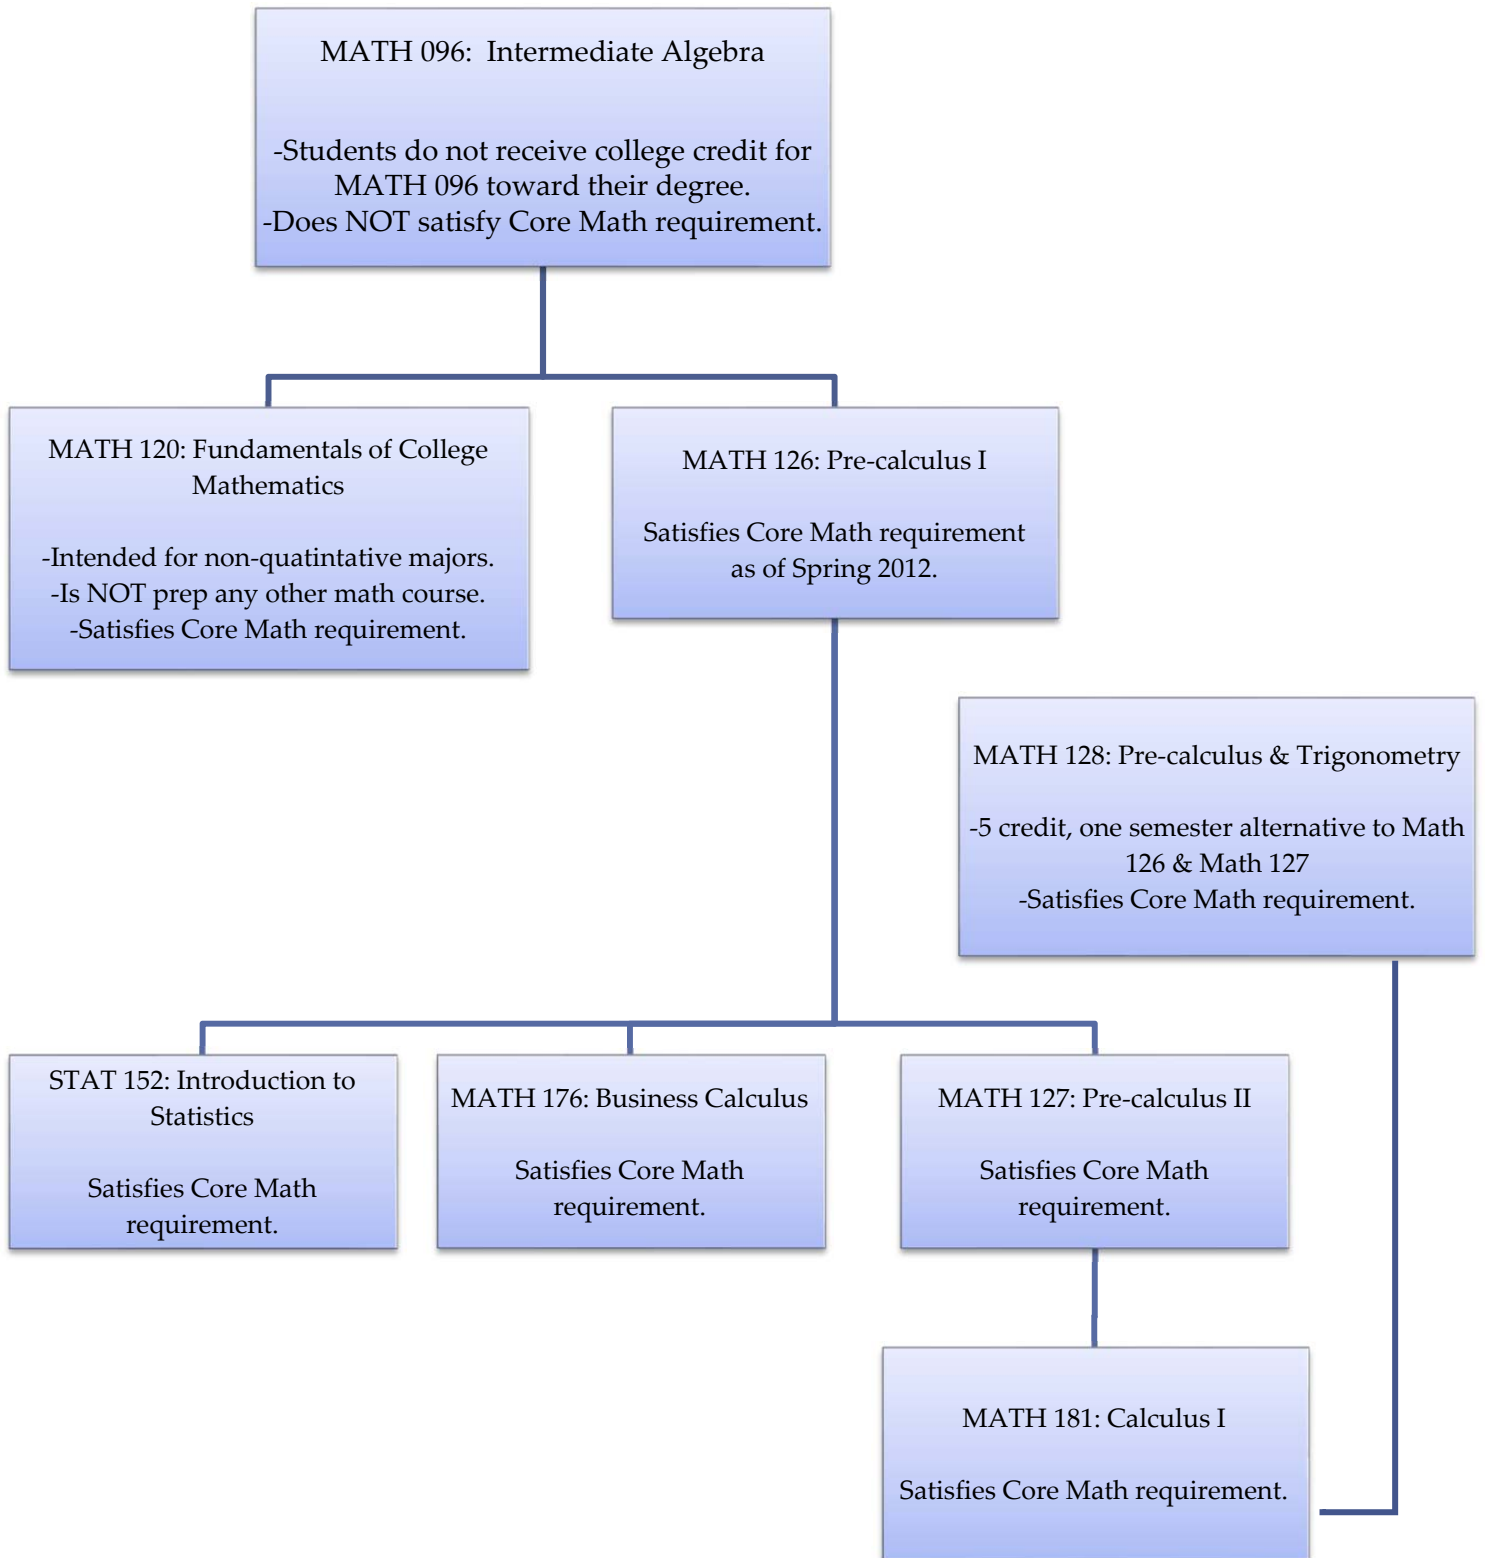 MATH 096:  Intermediate Algebra
-Students do not receive college credit for
MATH 096 toward their degree.
-Does NOT satisfy Core Math requirement.
MATH 120: Fundamentals of College
Mathematics
-Intended for non-quatintative majors.
-Is NOT prep any other math course.
-Satisfies Core Math requirement.
MATH 126: Pre-calculus I
Satisfies Core Math requirement
as of Spring 2012.
MATH 128: Pre-calculus & Trigonometry
-5 credit, one semester alternative to Math
126 & Math 127
-Satisfies Core Math requirement.
STAT 152: Introduction to
Statistics
Satisfies Core Math
requirement.
MATH 176: Business Calculus
Satisfies Core Math
requirement.
MATH 127: Pre-calculus II
Satisfies Core Math
requirement.
MATH 181: Calculus I
Satisfies Core Math requirement.